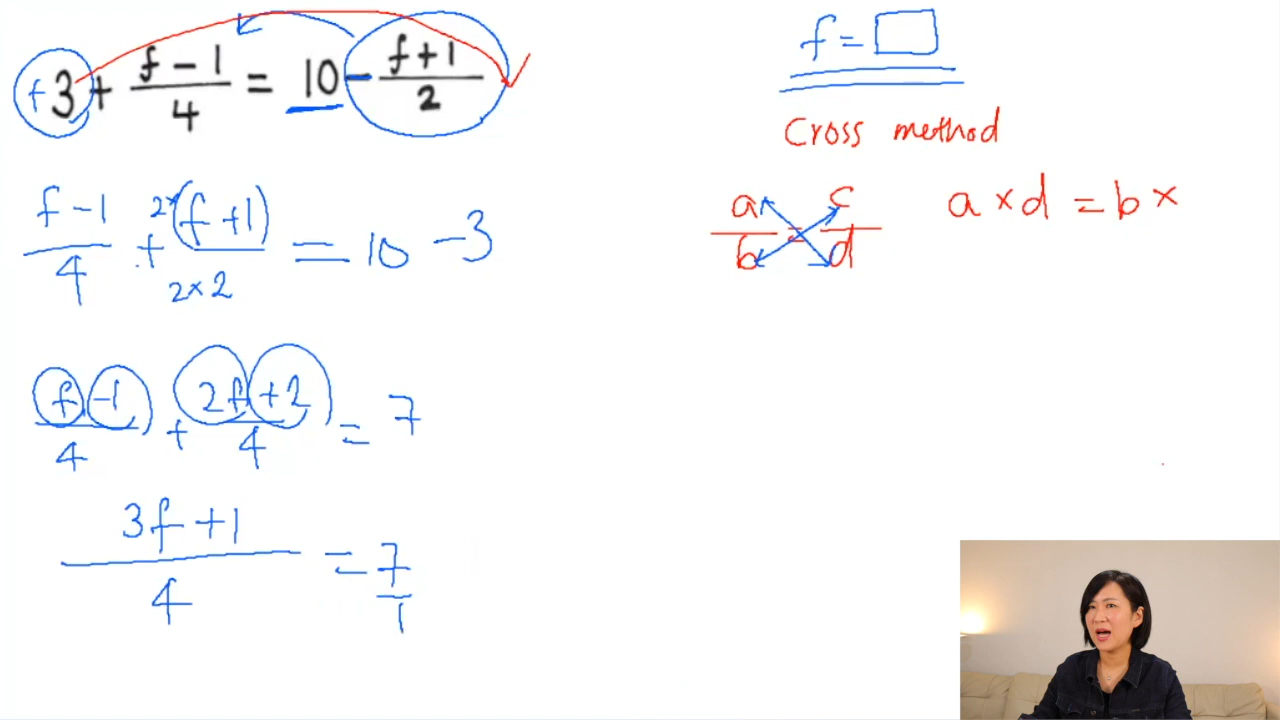 +3 + f-1/4 = 10 - f+1/2
f-1/4 + 2×(f+1)/2×2 = 10 -3
f-1/4 + 2f+2/4 = 7
3f+1/4 = 7/1
f =
Cross method
a/b = c/d a×d = b×